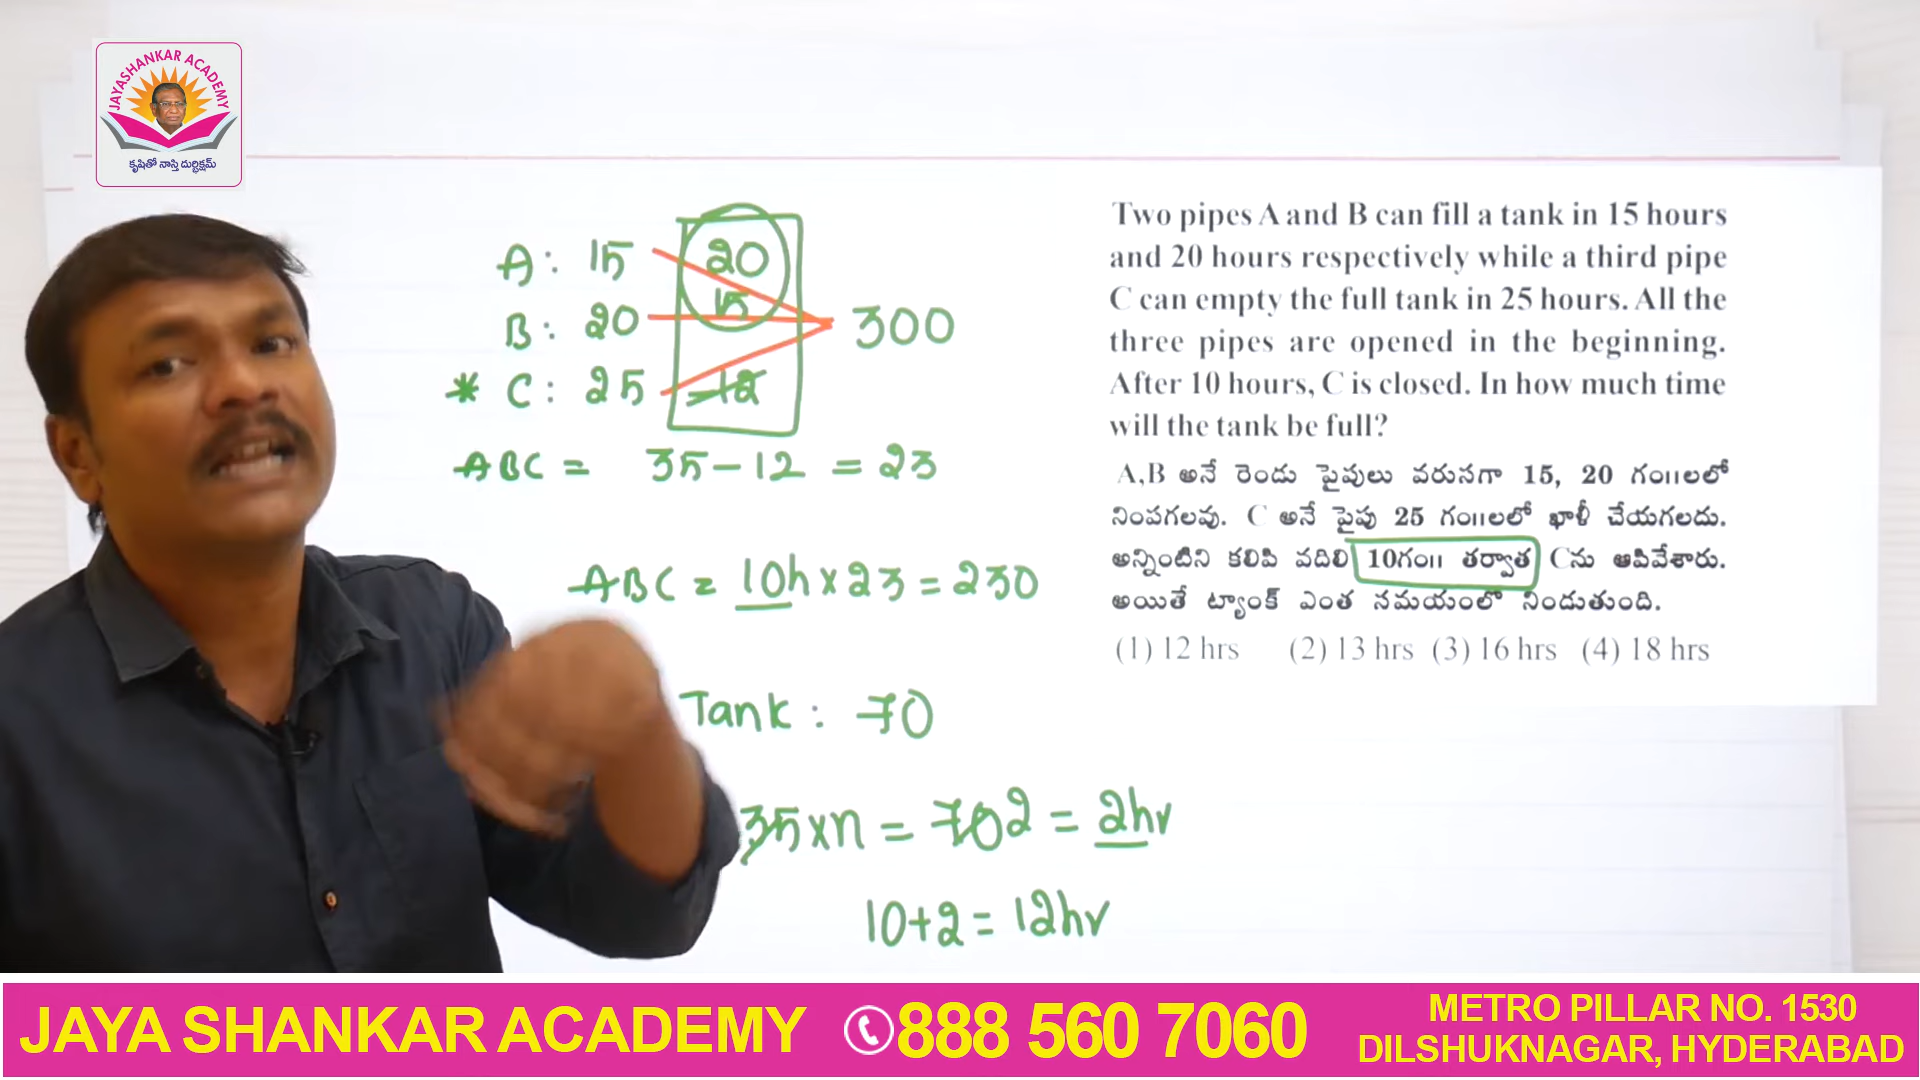 JAYASHANKAR ACADEMY
కృషితో నాస్తి దుర్భిక్షమ్
A: 15 20
B: 20 15 300
* C: 25 -12
ABC = 35-12 = 23
ABC = 10h×23 = 230
Tank: 70
35×n = 70 2 = 2hr
10+2 = 12hr
Two pipes A and B can fill a tank in 15 hours
and 20 hours respectively while a third pipe
C can empty the full tank in 25 hours. All the
three pipes are opened in the beginning.
After 10 hours, C is closed. In how much time
will the tank be full?
A,B అనే రెండు పైపులు వరుసగా 15, 20 గంılలలో
నింపగలవు. C అనే పైపు 25 గంılలలో ఖాళీ చేయగలదు.
అన్నింటిని కలిపి వదిలి 10గంıı తర్వాత Cను ఆపివేశారు.
అయితే ట్యాంక్ ఎంత సమయంలో నిండుతుంది.
(1) 12 hrs (2) 13 hrs (3) 16 hrs (4) 18 hrs
JAYA SHANKAR ACADEMY
888 560 7060
METRO PILLAR NO. 1530
DILSHUKNAGAR, HYDERABAD